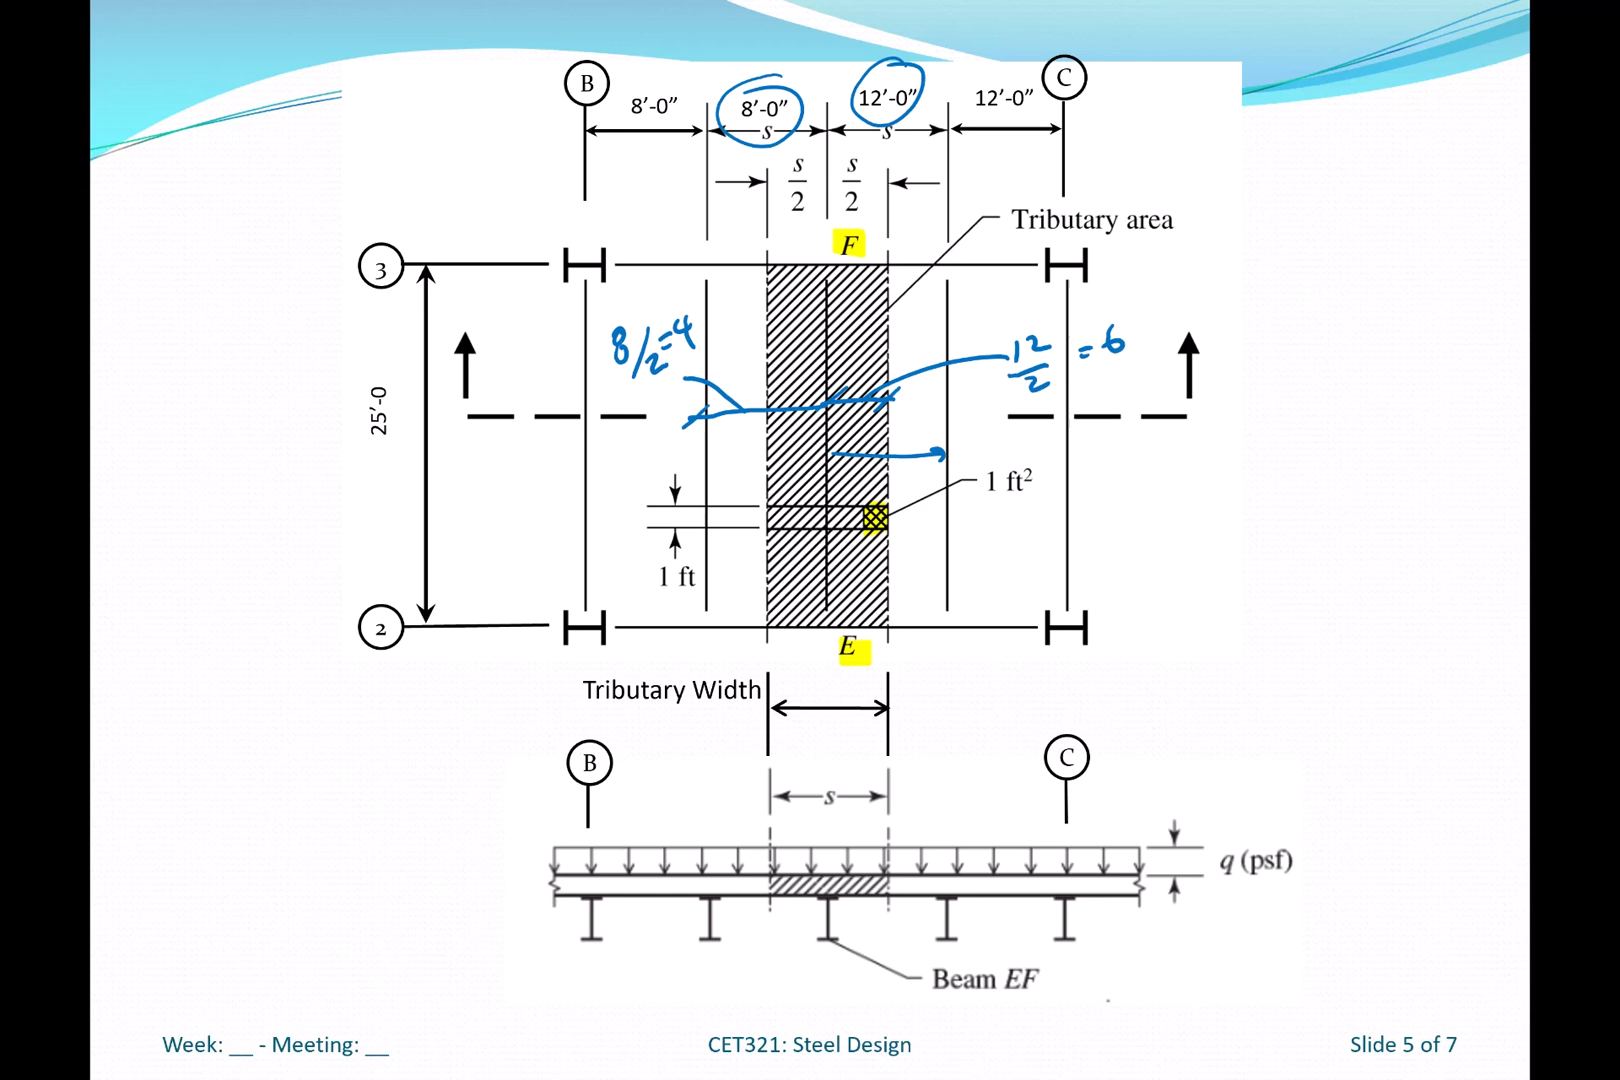 B
C
8’-0”
8’-0”
12’-0”
12’-0”
s
s
s
2
s
2
Tributary area
F
3
8/2=4
12
2
= 6
25’-0
1 ft²
1 ft
2
E
Tributary Width
B
C
s
q (psf)
Beam EF
Week: __ - Meeting: __
CET321: Steel Design
Slide 5 of 7